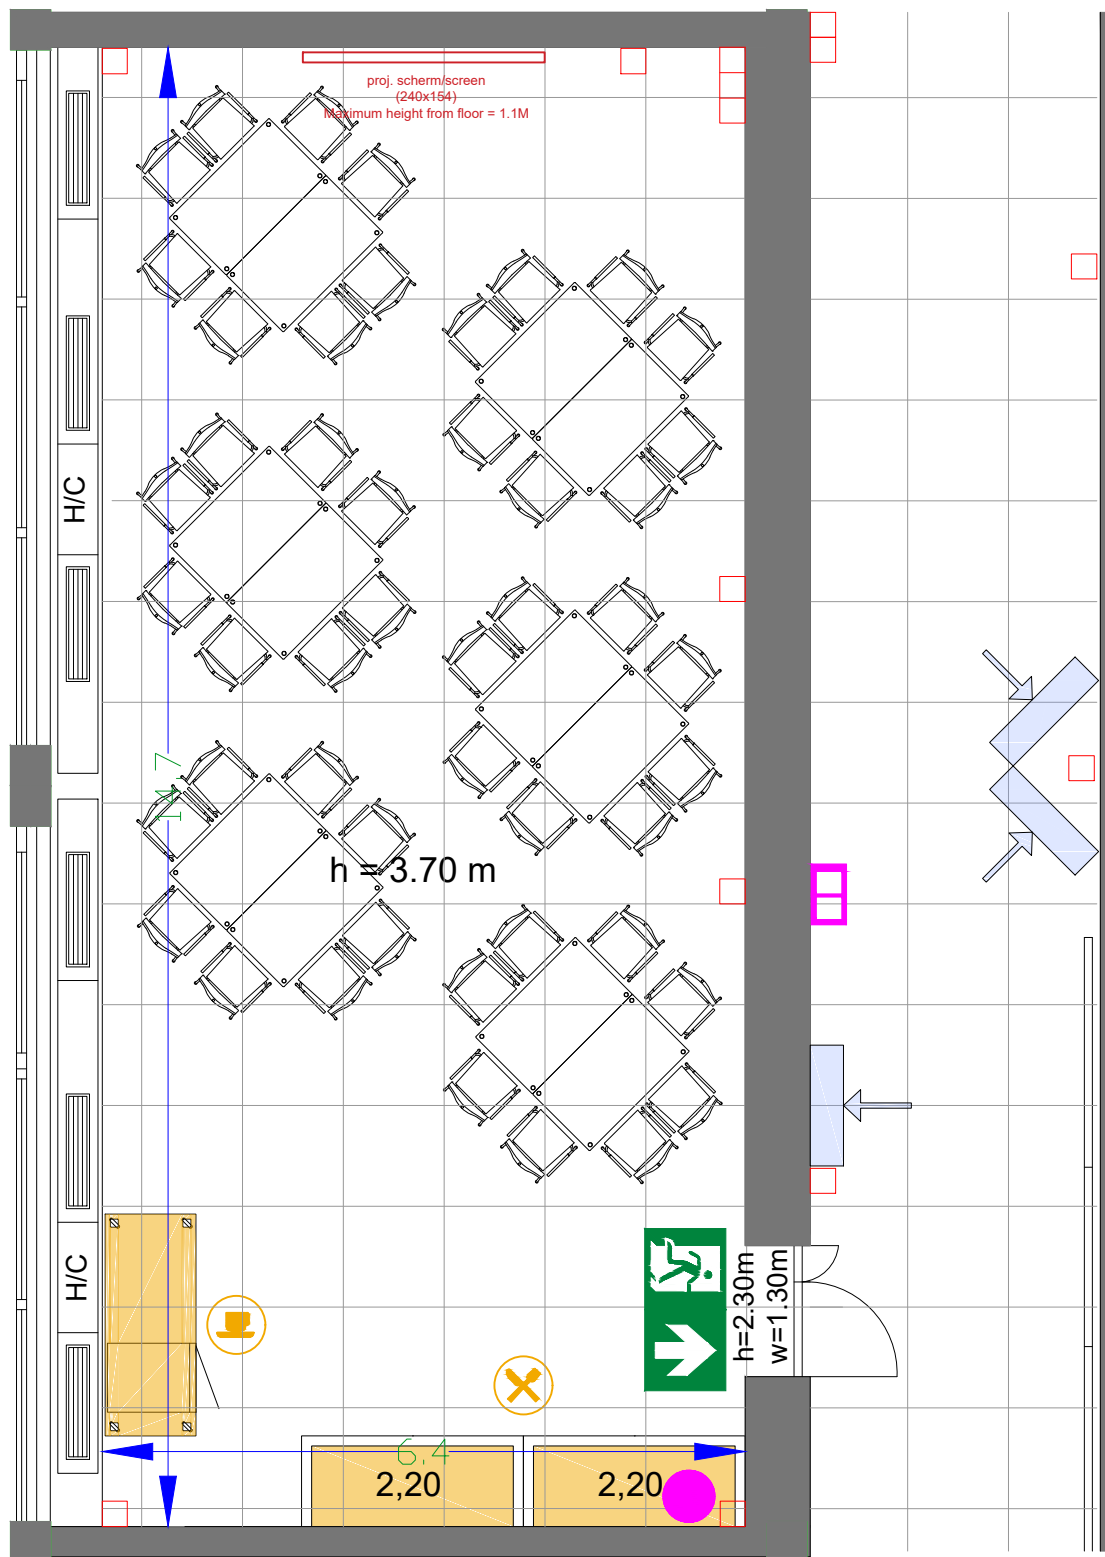 proj. scherm/screen
(240x154)
Maximum height from floor = 1.1M
H/C
14,7
h = 3.70 m
H/C
h=2.30m
w=1.30m
6,4
2,20
2,20